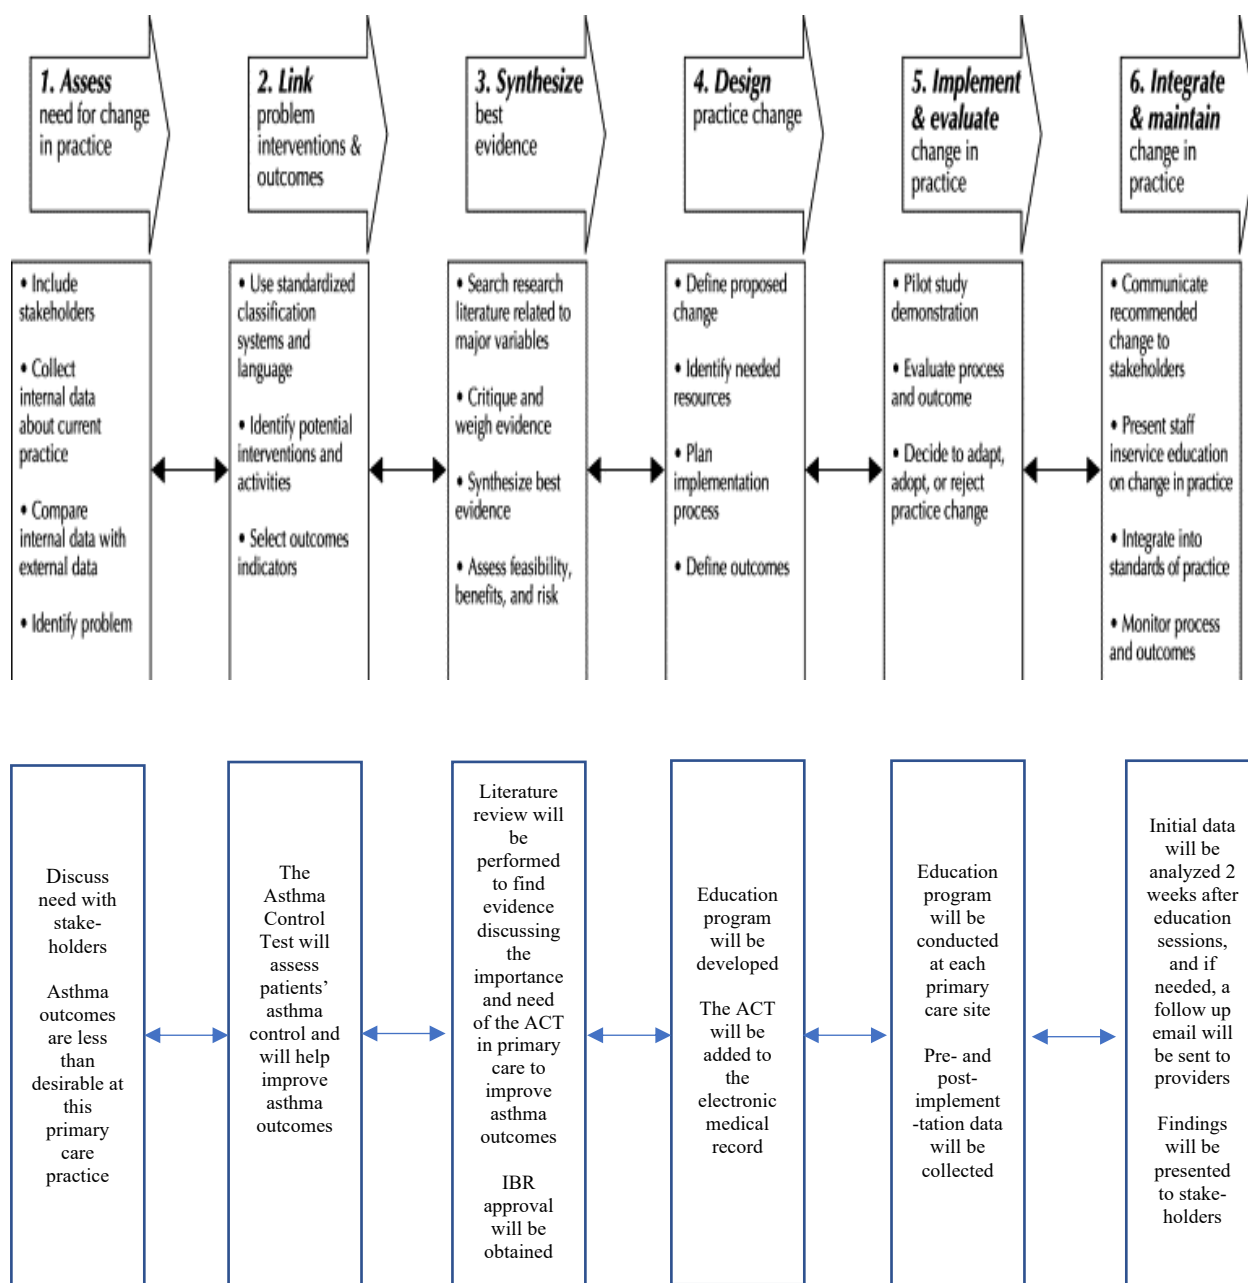 1. Assess
need for change
in practice
2. Link
problem
interventions &
outcomes
3. Synthesize
best
evidence
4. Design
practice change
5. Implement
& evaluate
change in
practice
6. Integrate
& maintain
change in
practice
• Include
stakeholders
• Collect
internal data
about current
practice
• Compare
internal data with
external data
• Identify problem
• Use standardized
classification
systems and
language
• Identify potential
interventions and
activities
• Select outcomes
indicators
• Search research
literature related to
major variables
• Critique and
weigh evidence
• Synthesize best
evidence
• Assess feasibility,
benefits, and risk
• Define proposed
change
• Identify needed
resources
• Plan
implementation
process
• Define outcomes
• Pilot study
demonstration
• Evaluate process
and outcome
• Decide to adapt,
adopt, or reject
practice change
• Communicate
recommended
change to
stakeholders
• Present staff
inservice education
on change in practice
• Integrate into
standards of practice
• Monitor process
and outcomes
Discuss
need with
stake-
holders
Asthma
outcomes
are less
than
desirable at
this
primary
care
practice
The
Asthma
Control
Test will
assess
patients’
asthma
control and
will help
improve
asthma
outcomes
Literature
review will
be
performed
to find
evidence
discussing
the
importance
and need
of the ACT
in primary
care to
improve
asthma
outcomes
IBR
approval
will be
obtained
Education
program
will be
developed
The ACT
will be
added to
the
electronic
medical
record
Education
program
will be
conducted
at each
primary
care site
Pre- and
post-
implement
-tation data
will be
collected
Initial data
will be
analyzed 2
weeks after
education
sessions,
and if
needed, a
follow up
email will
be sent to
providers
Findings
will be
presented
to stake-
holders